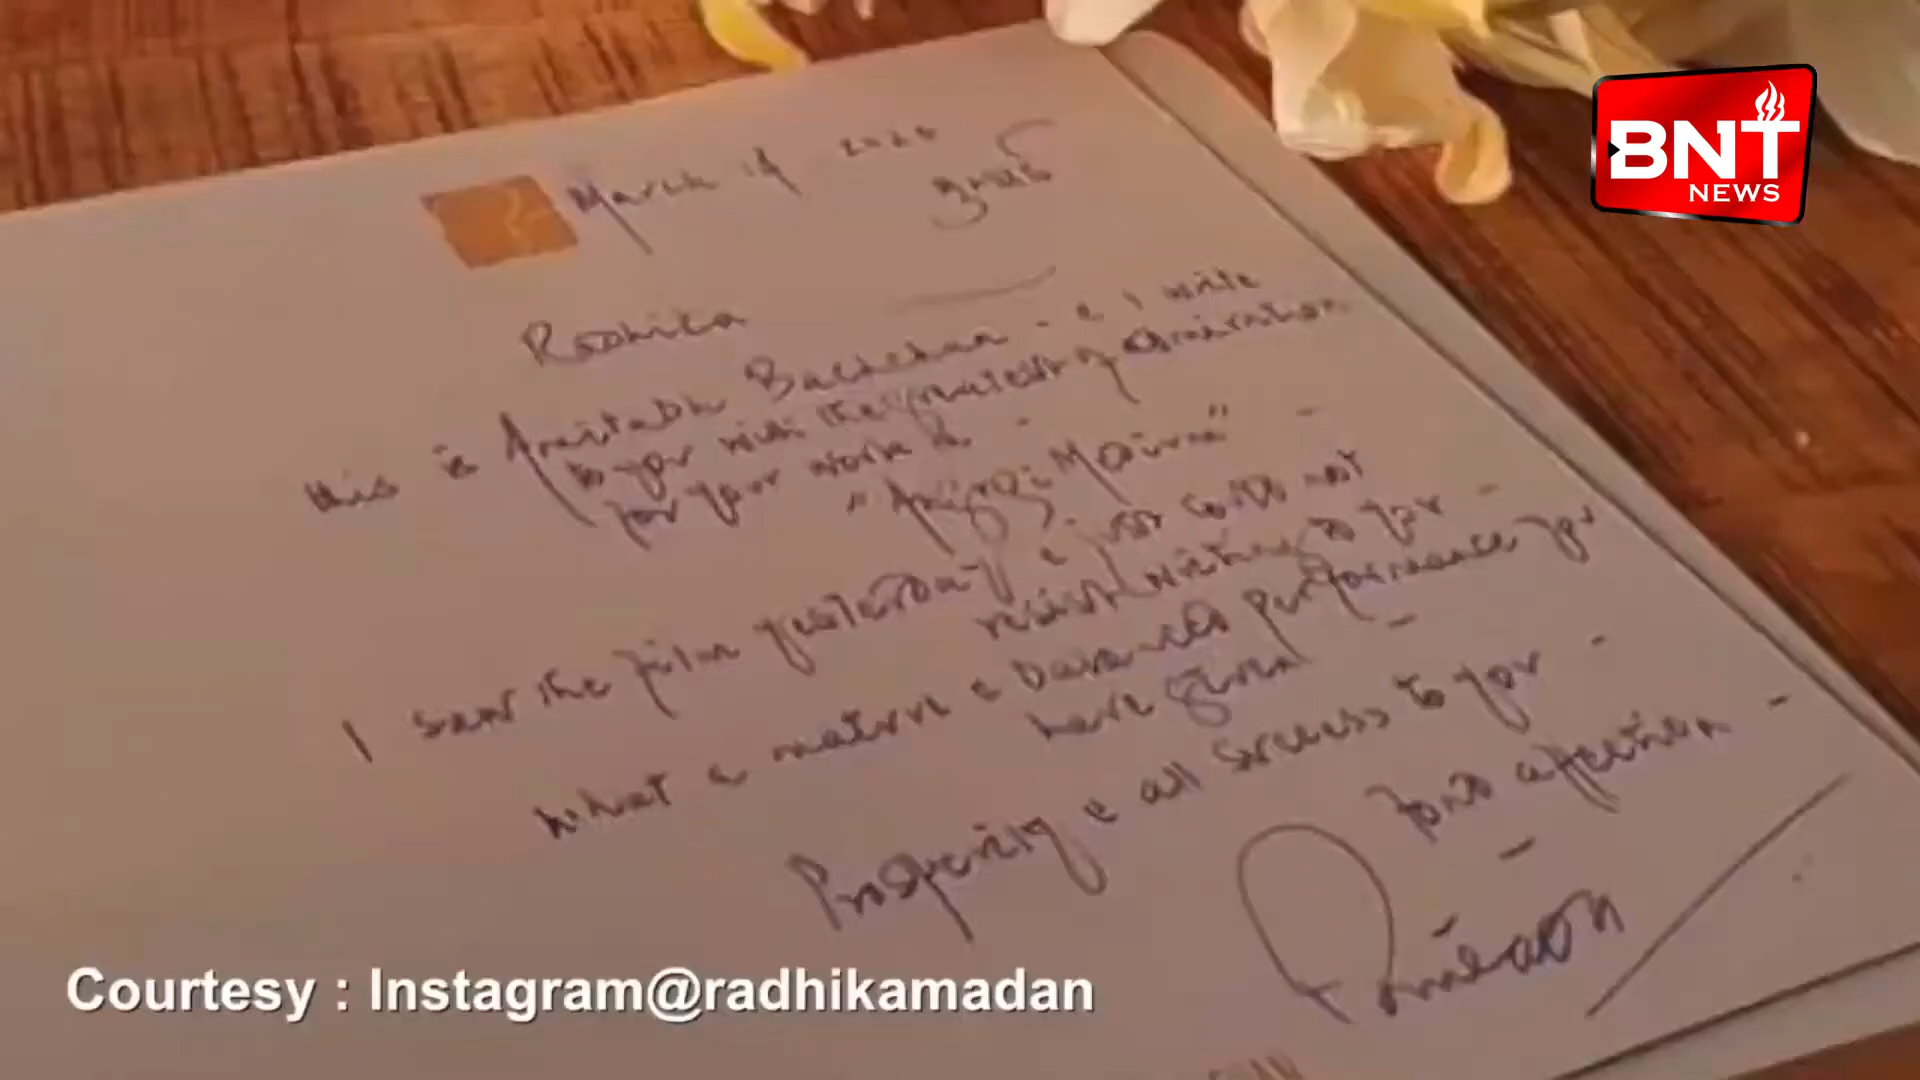 March 14 2020
Radhika
this is Amitabh Bachchan - & I write
to you with the greatest of admiration
for your work in -
"Angrezi Medium" -
I saw the film yesterday & just could not
resist writing to you -
What a mature & balanced performance you
have given -
Prosperity & all success to you -
fond affection -
Amitabh
BNT
NEWS
Courtesy : Instagram@radhikamadan